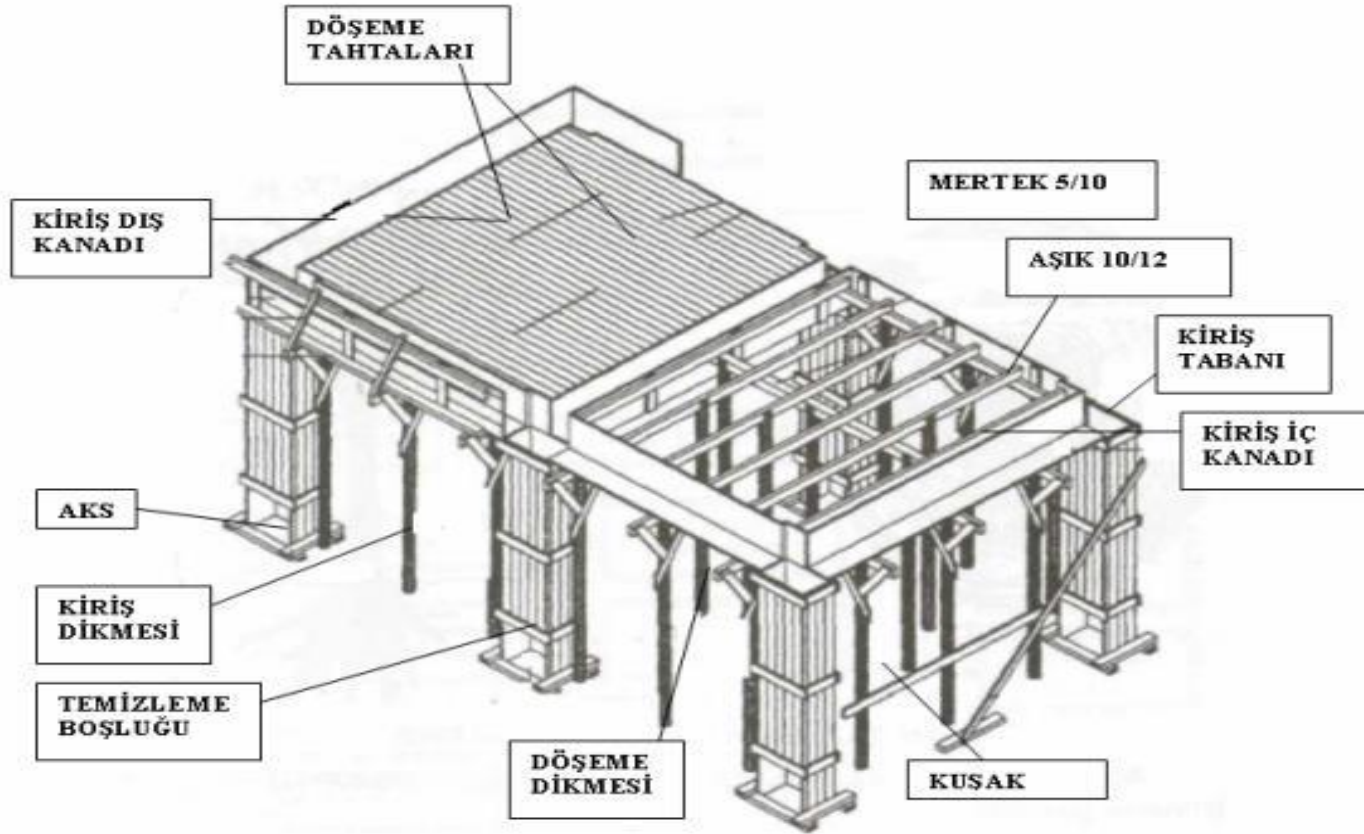 DÖŞEME
TAHTALARI
MERTEK 5/10
KİRİŞ DIŞ
KANADI
AŞIK 10/12
KİRİŞ
TABANI
KİRİŞ İÇ
KANADI
AKS
KİRİŞ
DİKMESİ
TEMİZLEME
BOŞLUĞU
DÖŞEME
DİKMESİ
KUŞAK